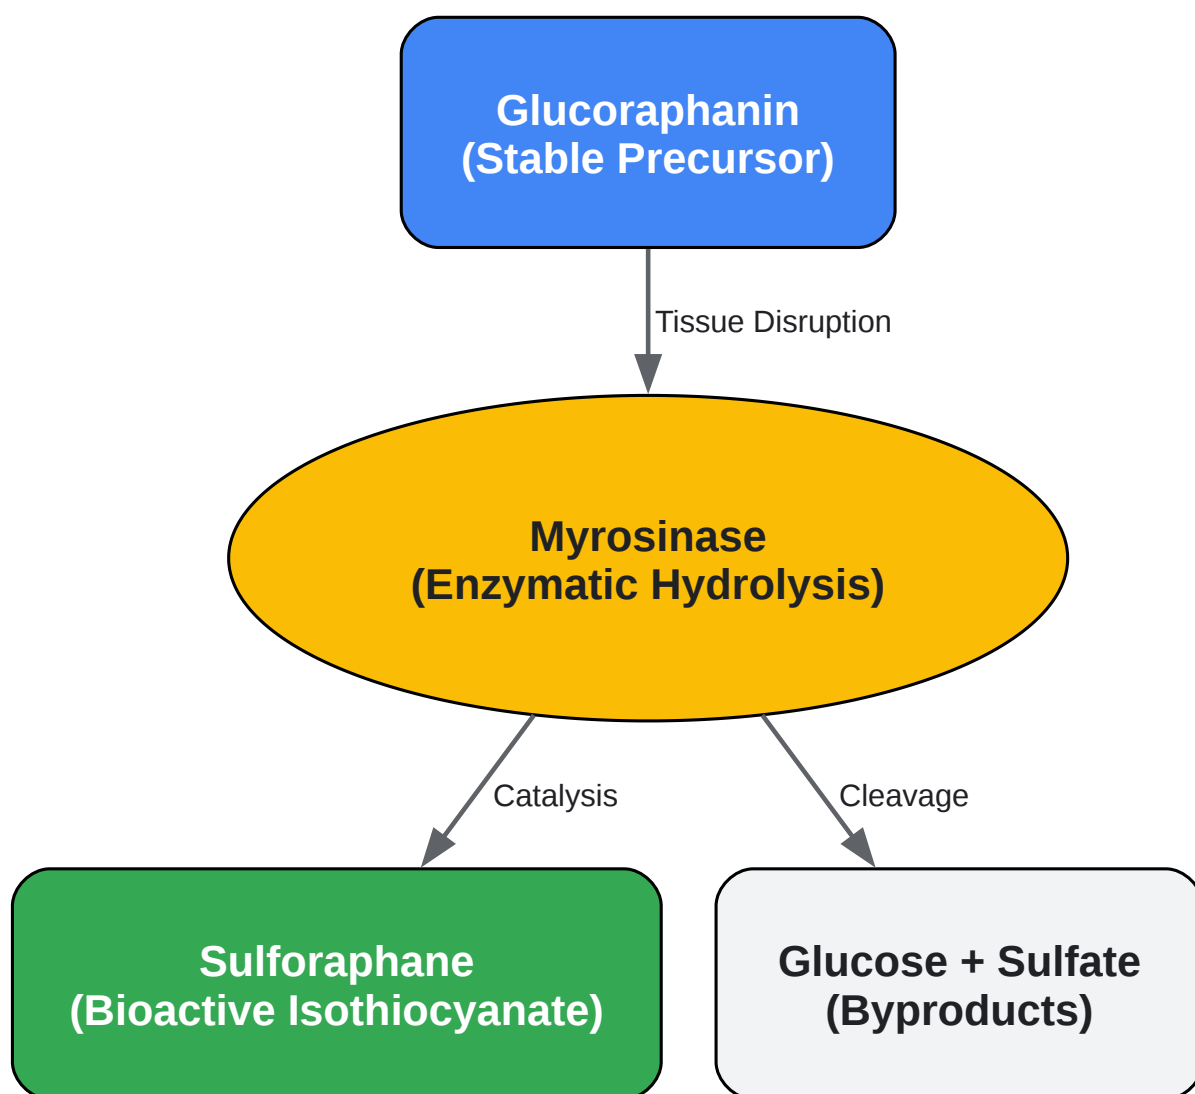 Glucoraphanin
(Stable Precursor)
Tissue Disruption
Myrosinase
(Enzymatic Hydrolysis)
Catalysis
Cleavage
Sulforaphane
(Bioactive Isothiocyanate)
Glucose + Sulfate
(Byproducts)